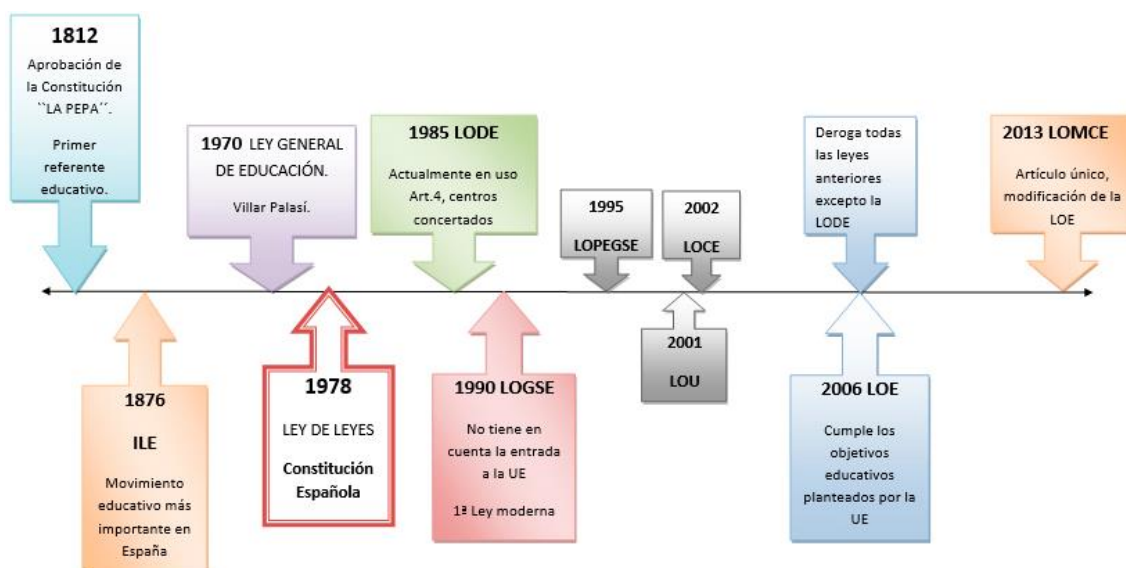 1812
Aprobación de
la Constitución
``LA PEPA´´.
Primer
referente
educativo.
1970 LEY GENERAL
DE EDUCACIÓN.
Villar Palasí.
1985 LODE
Actualmente en uso
Art.4, centros
concertados
1995
LOPEGSE
2002
LOCE
Deroga todas
las leyes
anteriores
excepto la
LODE
2013 LOMCE
Artículo único,
modificación de la
LOE
1876
ILE
Movimiento
educativo más
importante en
España
1978
LEY DE LEYES
Constitución
Española
1990 LOGSE
No tiene en
cuenta la entrada
a la UE
1ª Ley moderna
2001
LOU
2006 LOE
Cumple los
objetivos
educativos
planteados por la
UE